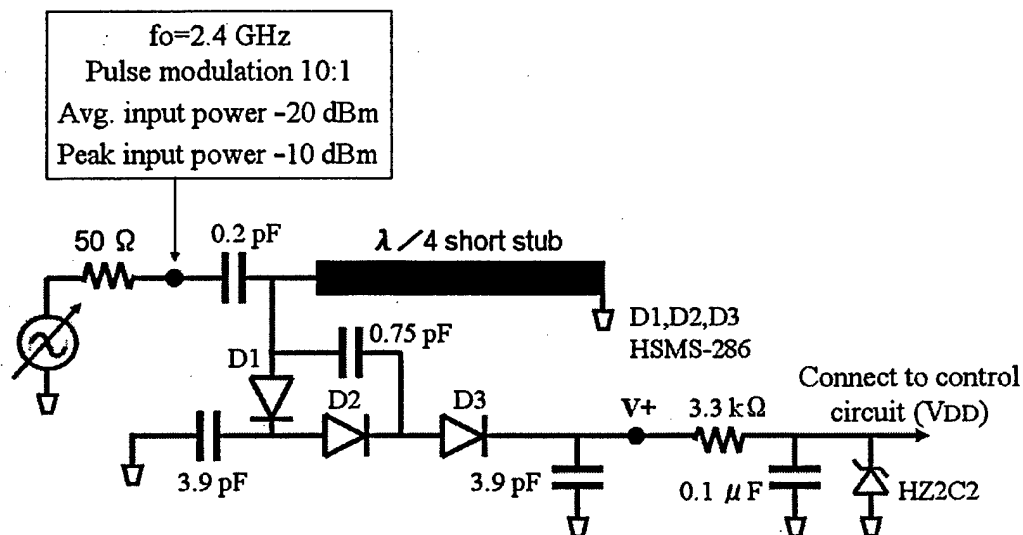 fo=2.4 GHz
Pulse modulation 10:1
Avg. input power -20 dBm
Peak input power -10 dBm
50 Ω
0.2 pF
λ/4 short stub
0.75 pF
D1,D2,D3
HSMS-286
D1
D2
D3
V+
3.3 kΩ
Connect to control
circuit (VDD)
3.9 pF
3.9 pF
0.1 μF
HZ2C2